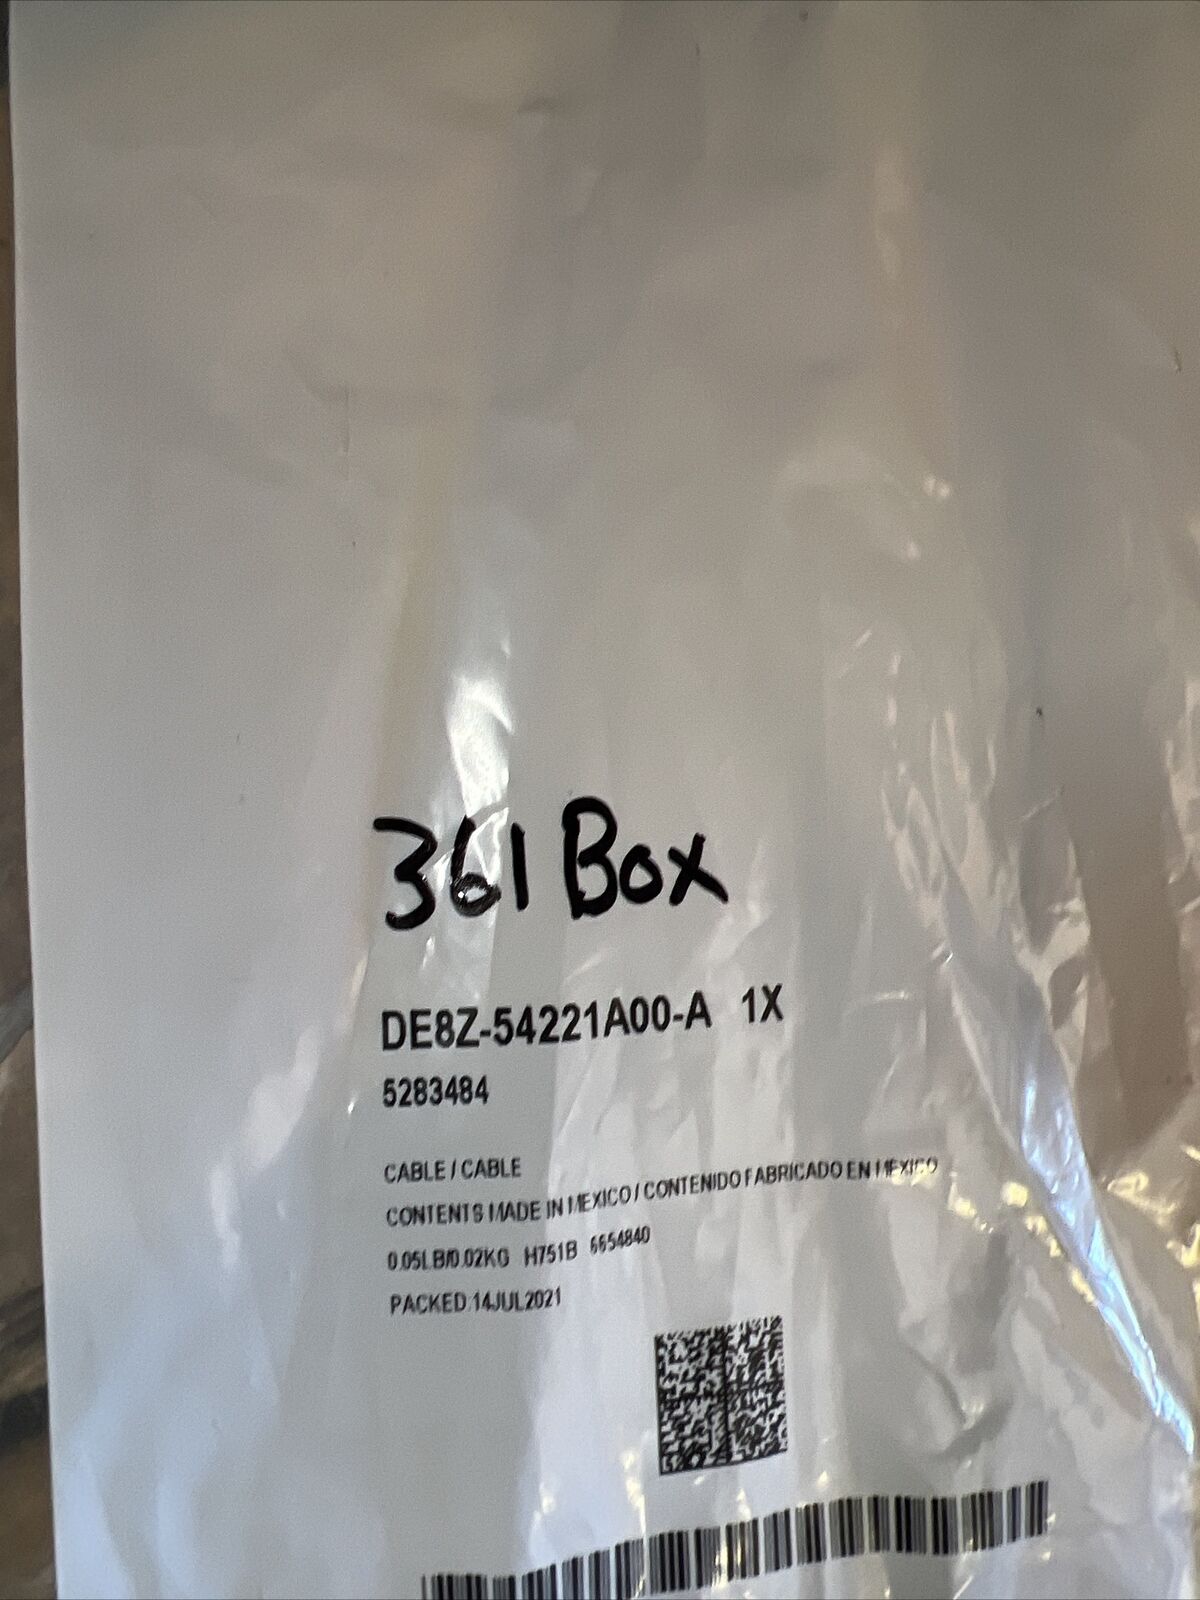 361 Box
DE8Z-54221A00-A 1X
5283484
CABLE / CABLE
CONTENTS MADE IN MEXICO / CONTENIDO FABRICADO EN MEXICO
0.05LB/0.02KG H751B 6654840
PACKED:14JUL2021